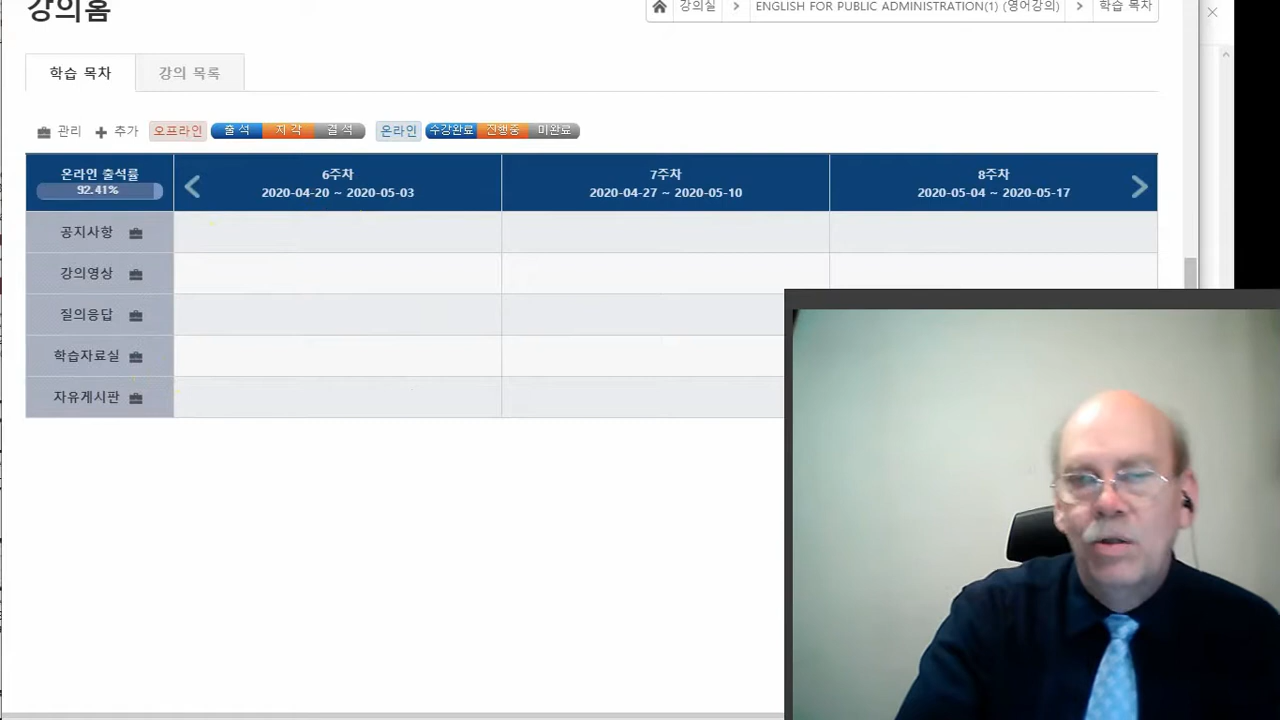 강의홈
강의실 > ENGLISH FOR PUBLIC ADMINISTRATION(1) (영어강의) > 학습 목차
학습 목차 강의 목록
관리 추가 오프라인 출석 지각 결석 온라인 수강완료 진행중 미완료
온라인 출석률
92.41%
6주차
2020-04-20 ~ 2020-05-03
7주차
2020-04-27 ~ 2020-05-10
8주차
2020-05-04 ~ 2020-05-17
공지사항
강의영상
질의응답
학습자료실
자유게시판